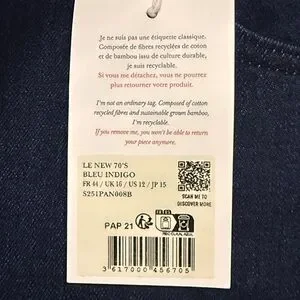 Je ne suis pas une étiquette classique.
Composée de fibres recyclées de coton
et de bambou issu de culture durable,
je suis recyclable.
Si vous me détachez, vous ne pourrez
plus retourner votre produit.
I'm not an ordinary tag. Composed of cotton
recycled fibres and sustainable grown bamboo,
I'm recyclable.
If you remove me, you won't be able to return
your piece anymore.
LE NEW 70'S
BLEU INDIGO
FR 44 / UK 16 / US 12 / JP 15
S251PAN008B
SCAN ME TO
DISCOVER MORE
PAP 21
3 617000 456705